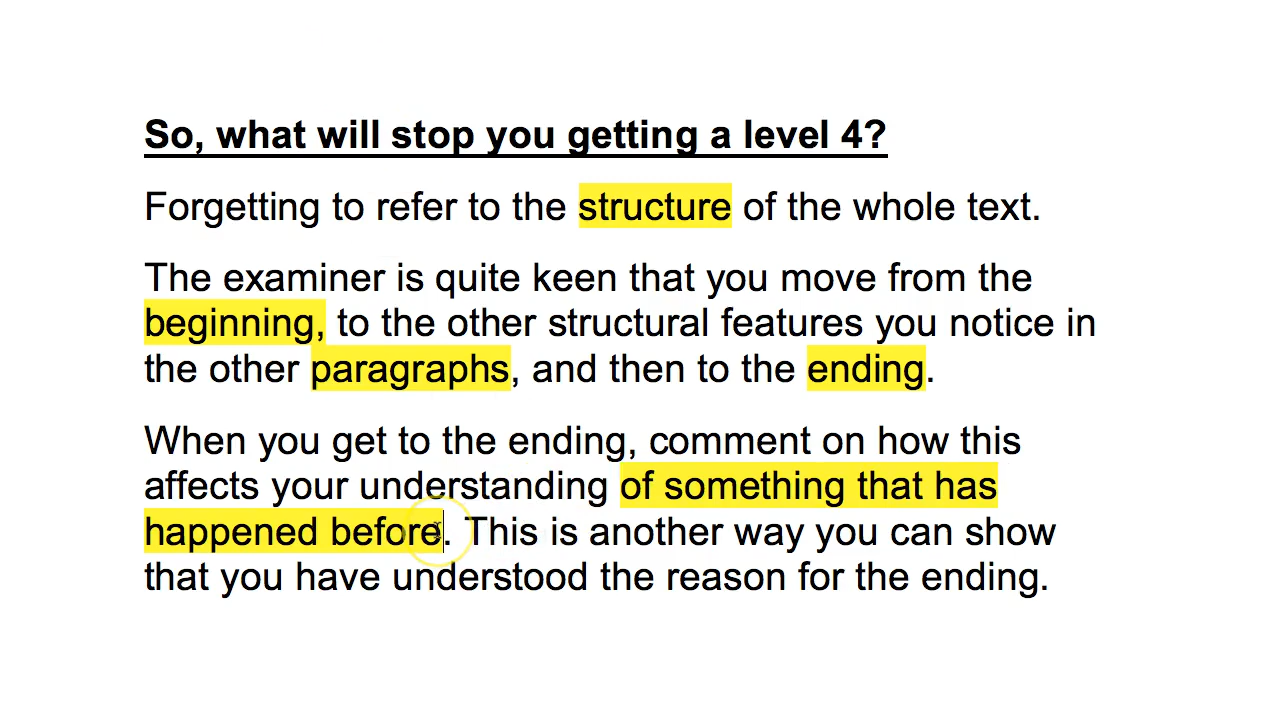 So, what will stop you getting a level 4?
Forgetting to refer to the structure of the whole text.
The examiner is quite keen that you move from the
beginning, to the other structural features you notice in
the other paragraphs, and then to the ending.
When you get to the ending, comment on how this
affects your understanding of something that has
happened before. This is another way you can show
that you have understood the reason for the ending.